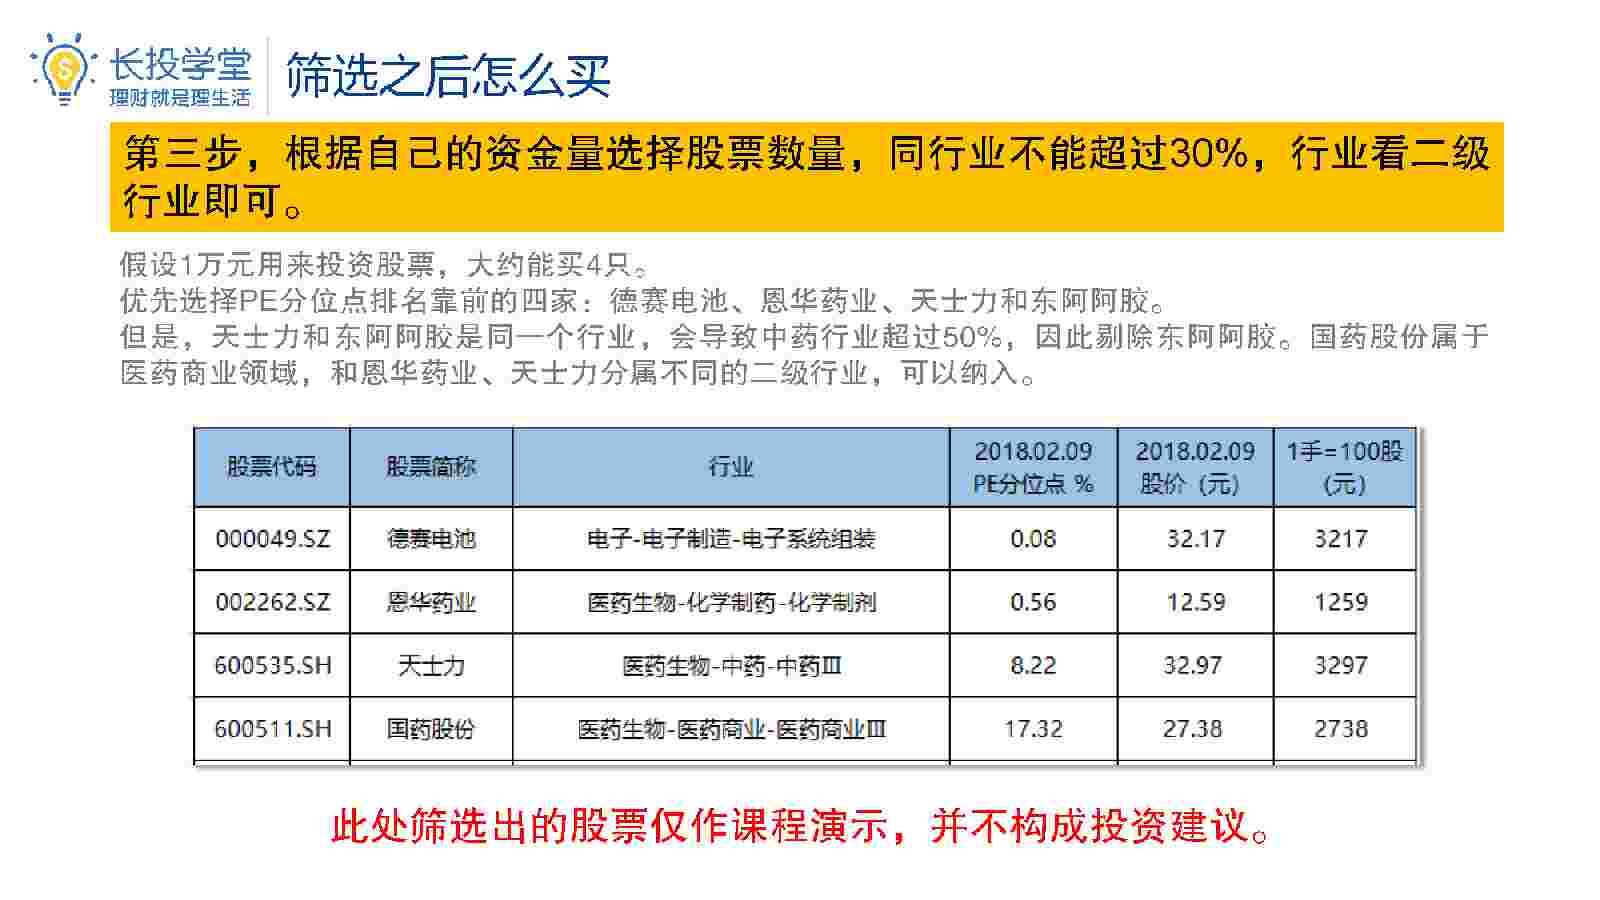 长投学堂
理财就是理生活
筛选之后怎么买
第三步，根据自己的资金量选择股票数量，同行业不能超过30%，行业看二级
行业即可。
假设1万元用来投资股票，大约能买4只。
优先选择PE分位点排名靠前的四家：德赛电池、恩华药业、天士力和东阿阿胶。
但是，天士力和东阿阿胶是同一个行业，会导致中药行业超过50%，因此剔除东阿阿胶。国药股份属于
医药商业领域，和恩华药业、天士力分属不同的二级行业，可以纳入。
股票代码 股票简称 行业 2018.02.09 PE分位点 % 2018.02.09 股价（元） 1手=100股（元）
000049.SZ 德赛电池 电子-电子制造-电子系统组装 0.08 32.17 3217
002262.SZ 恩华药业 医药生物-化学制药-化学制剂 0.56 12.59 1259
600535.SH 天士力 医药生物-中药-中药Ⅲ 8.22 32.97 3297
600511.SH 国药股份 医药生物-医药商业-医药商业Ⅲ 17.32 27.38 2738
此处筛选出的股票仅作课程演示，并不构成投资建议。